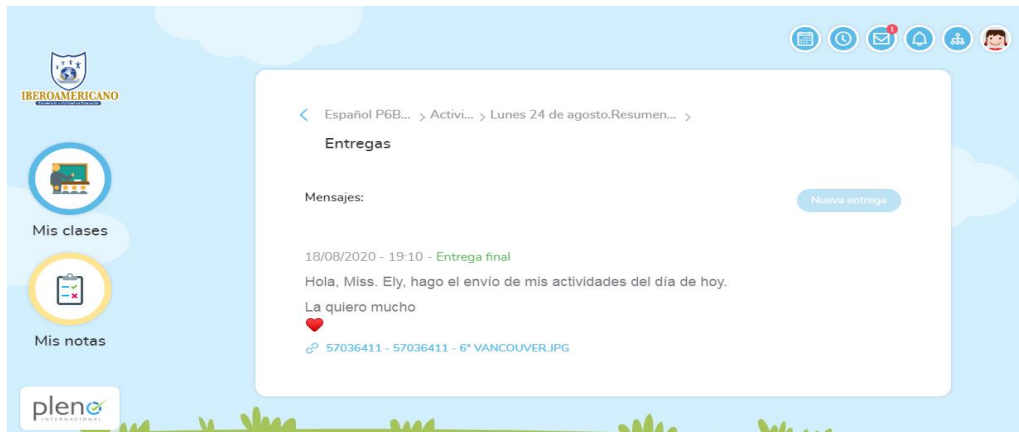 1
IBEROAMERICANO
Español P6B... > Activi... > Lunes 24 de agosto.Resumen... >
Entregas
Mensajes:
Nueva entrega
Mis clases
18/08/2020 - 19:10 - Entrega final
Hola, Miss. Ely, hago el envío de mis actividades del día de hoy.
La quiero mucho
Mis notas
57036411 - 57036411 - 6° VANCOUVER.JPG
pleno
INTERNACIONAL